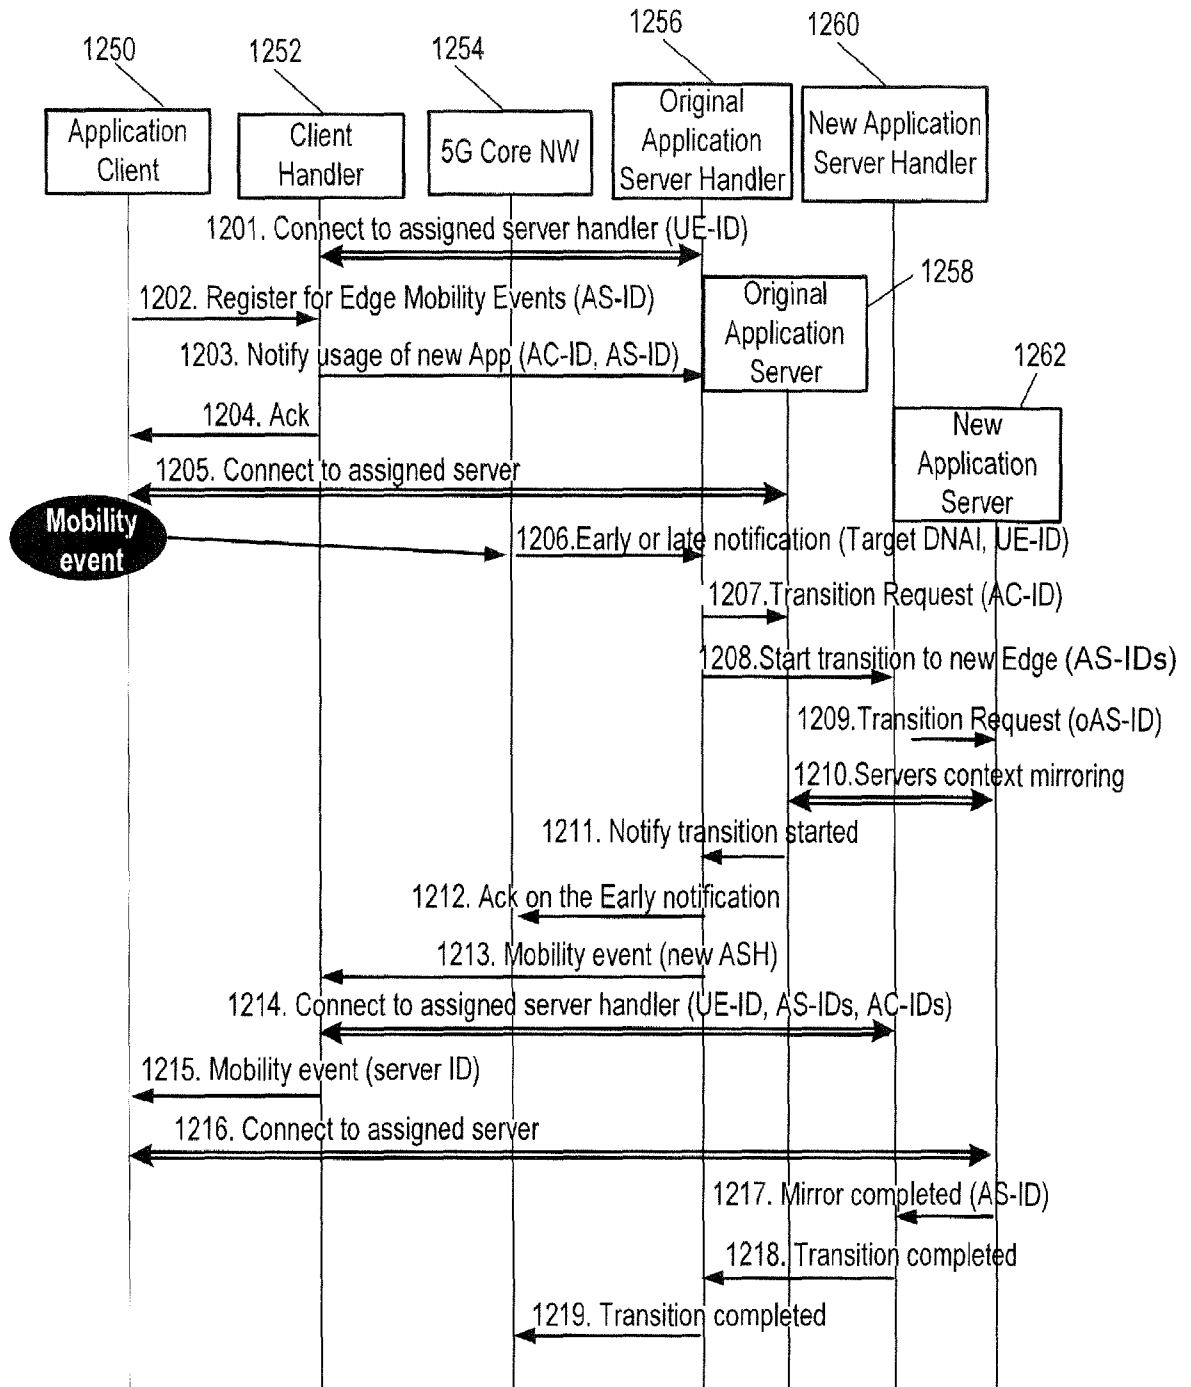 1250
1252
1254
1256
1260
Application
Client
Client
Handler
5G Core NW
Original
Application
Server Handler
New Application
Server Handler
1201. Connect to assigned server handler (UE-ID)
1258
Original
Application
Server
1202. Register for Edge Mobility Events (AS-ID)
1203. Notify usage of new App (AC-ID, AS-ID)
1262
New
Application
Server
1204. Ack
1205. Connect to assigned server
Mobility
event
1206.Early or late notification (Target DNAI, UE-ID)
1207.Transition Request (AC-ID)
1208.Start transition to new Edge (AS-IDs)
1209.Transition Request (oAS-ID)
1210.Servers context mirroring
1211. Notify transition started
1212. Ack on the Early notification
1213. Mobility event (new ASH)
1214. Connect to assigned server handler (UE-ID, AS-IDs, AC-IDs)
1215. Mobility event (server ID)
1216. Connect to assigned server
1217. Mirror completed (AS-ID)
1218. Transition completed
1219. Transition completed